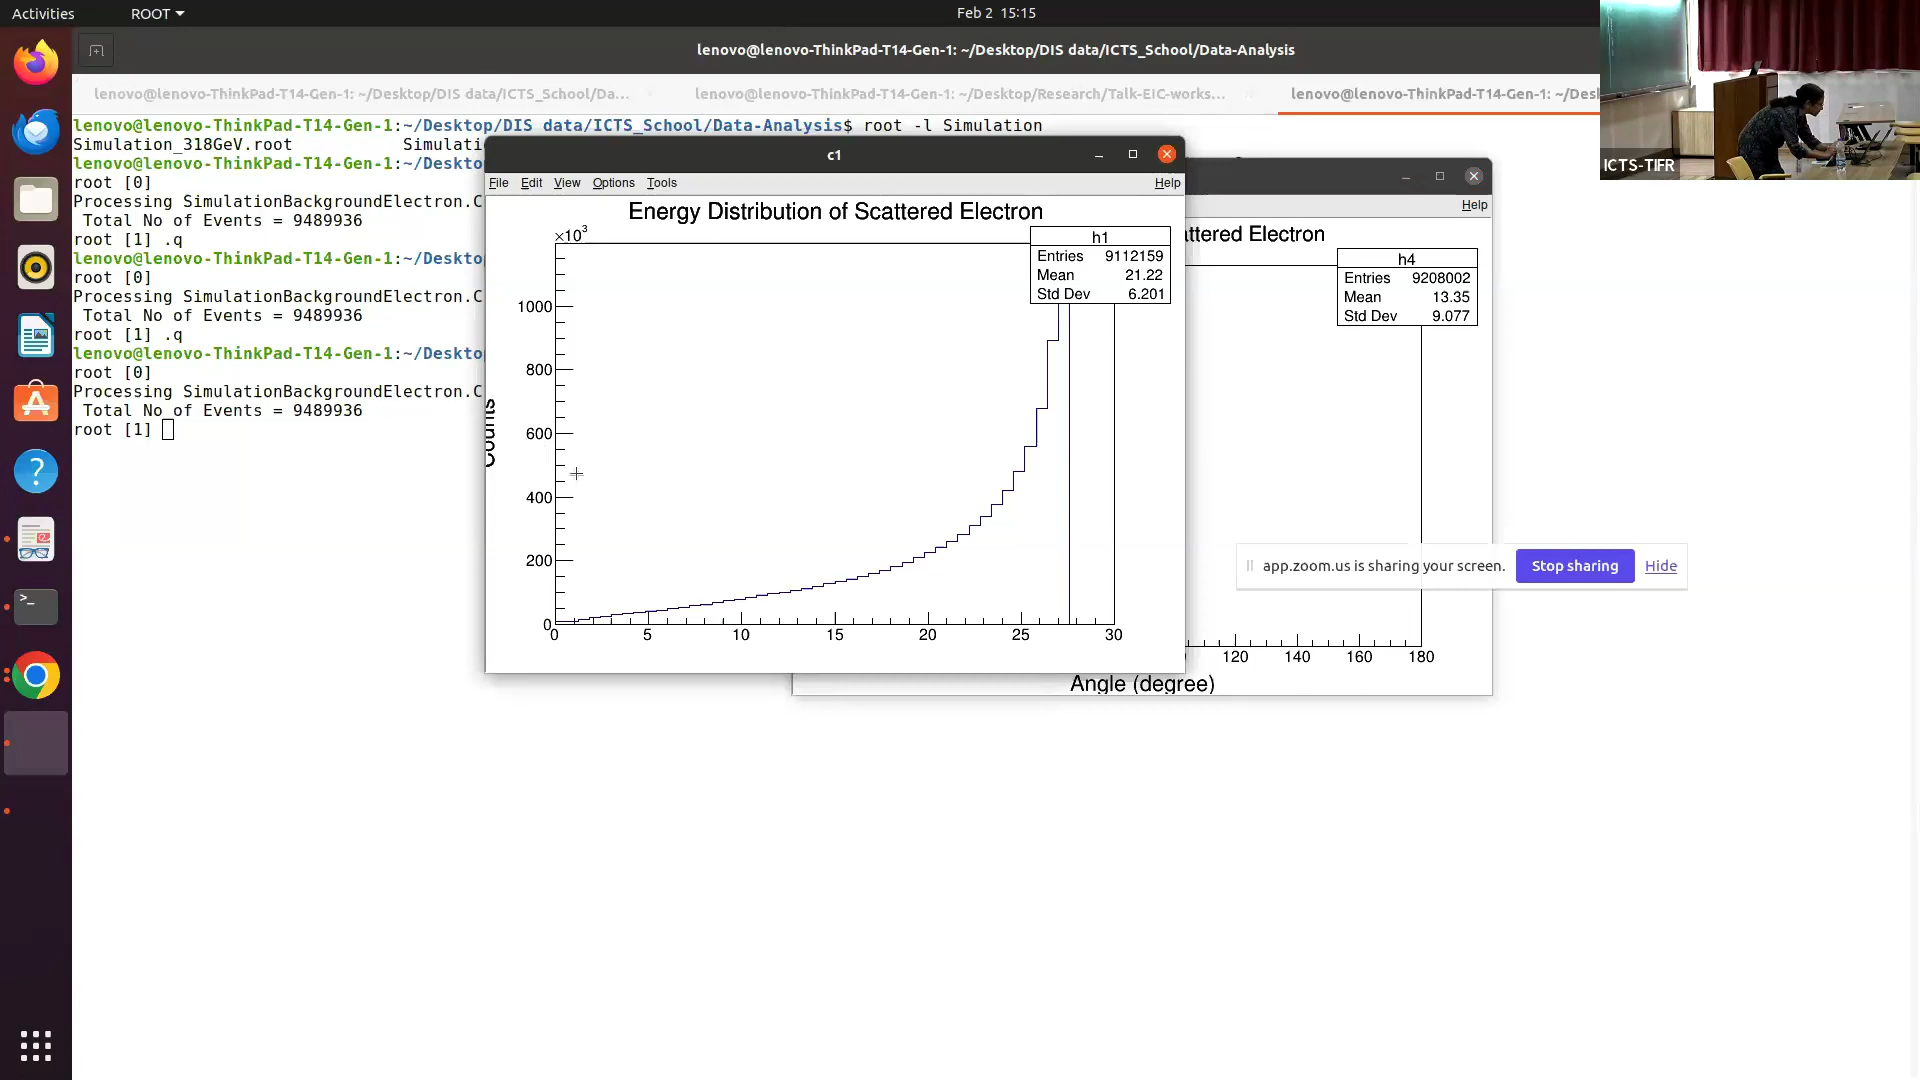 Activities
ROOT
Feb 2 15:15
lenovo@lenovo-ThinkPad-T14-Gen-1: ~/Desktop/DIS data/ICTS_School/Data-Analysis
lenovo@lenovo-ThinkPad-T14-Gen-1: ~/Desktop/DIS data/ICTS_School/Da...
lenovo@lenovo-ThinkPad-T14-Gen-1: ~/Desktop/Research/Talk-EIC-works...
lenovo@lenovo-ThinkPad-T14-Gen-1: ~/Des
lenovo@lenovo-ThinkPad-T14-Gen-1:~/Desktop/DIS data/ICTS_School/Data-Analysis$ root -l Simulation
Simulation_318GeV.root Simulati
lenovo@lenovo-ThinkPad-T14-Gen-1:~/Deskto
root [0]
Processing SimulationBackgroundElectron.C
Total No of Events = 9489936
root [1] .q
lenovo@lenovo-ThinkPad-T14-Gen-1:~/Deskto
root [0]
Processing SimulationBackgroundElectron.C
Total No of Events = 9489936
root [1] .q
lenovo@lenovo-ThinkPad-T14-Gen-1:~/Deskto
root [0]
Processing SimulationBackgroundElectron.C
Total No of Events = 9489936
root [1]
c1
File Edit View Options Tools Help
Energy Distribution of Scattered Electron
×10³
h1
Entries 9112159
Mean 21.22
Std Dev 6.201
Counts
1000
800
600
400
200
0
0 5 10 15 20 25 30
Help
ttered Electron
h4
Entries 9208002
Mean 13.35
Std Dev 9.077
120 140 160 180
Angle (degree)
app.zoom.us is sharing your screen.
Stop sharing
Hide
ICTS-TIFR